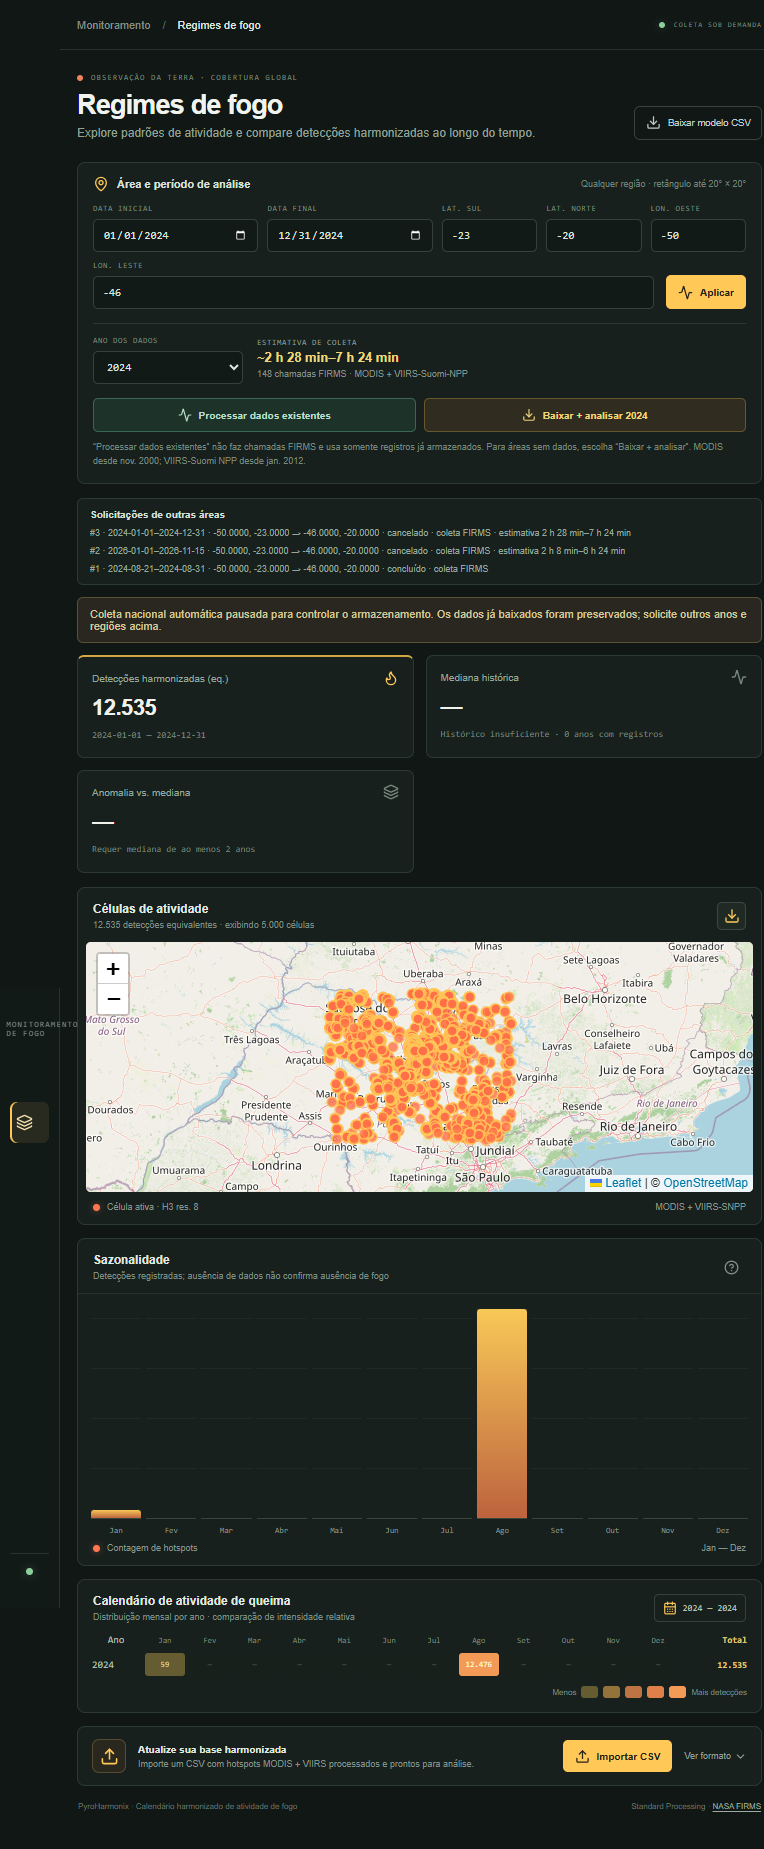 Monitoramento / Regimes de fogo
COLETA SOB DEMANDA
OBSERVAÇÃO DA TERRA · COBERTURA GLOBAL
Regimes de fogo
Explore padrões de atividade e compare detecções harmonizadas ao longo do tempo.
Baixar modelo CSV
Área e período de análise
Qualquer região · retângulo até 20° × 20°
DATA INICIAL DATA FINAL LAT. SUL LAT. NORTE LON. OESTE
01/01/2024 12/31/2024 -23 -20 -50
LON. LESTE
-46
Aplicar
ANO DOS DADOS
2024
ESTIMATIVA DE COLETA
~2 h 28 min–7 h 24 min
148 chamadas FIRMS · MODIS + VIIRS-Suomi-NPP
Processar dados existentes
Baixar + analisar 2024
"Processar dados existentes" não faz chamadas FIRMS e usa somente registros já armazenados. Para áreas sem dados, escolha "Baixar + analisar". MODIS
desde nov. 2000; VIIRS-Suomi NPP desde jan. 2012.
Solicitações de outras áreas
#3 · 2024-01-01–2024-12-31 · -50.0000, -23.0000 → -46.0000, -20.0000 · cancelado · coleta FIRMS · estimativa 2 h 28 min–7 h 24 min
#2 · 2026-01-01–2026-11-15 · -50.0000, -23.0000 → -46.0000, -20.0000 · cancelado · coleta FIRMS · estimativa 2 h 8 min–6 h 24 min
#1 · 2024-08-21–2024-08-31 · -50.0000, -23.0000 → -46.0000, -20.0000 · concluído · coleta FIRMS
Coleta nacional automática pausada para controlar o armazenamento. Os dados já baixados foram preservados; solicite outros anos e
regiões acima.
Detecções harmonizadas (eq.)
12.535
2024-01-01 — 2024-12-31
Mediana histórica
—
Histórico insuficiente · 0 anos com registros
Anomalia vs. mediana
—
Requer mediana de ao menos 2 anos
Células de atividade
12.535 detecções equivalentes · exibindo 5.000 células
+
−
Ituiutaba
Minas
Governador
Valadares
Sete Lagoas
Uberaba
Araxá
Itabira
Belo Horizonte
MONITORAMENTO
DE FOGO
Mato Grosso
do Sul
Três Lagoas
Conselheiro
Lafaiete
Ubá
Lavras
Campos do
Goytacazes
Araçatub
Varginha
Juiz de Fora
Dourados
Presidente
Prudente
Assis
Resende
Rio de Janeiro
Rio de Janeiro
ero
Ourinhos
Tatuí
Jundiaí
Taubaté
Cabo Frio
Londrina
Itu
Umuarama
Itapetininga
São Paulo
Caraguatatuba
Campo
Leaflet | © OpenStreetMap
Célula ativa · H3 res. 8
MODIS + VIIRS-SNPP
Sazonalidade
Detecções registradas; ausência de dados não confirma ausência de fogo
Jan Fev Mar Abr Mai Jun Jul Ago Set Out Nov Dez
Contagem de hotspots
Jan — Dez
Calendário de atividade de queima
Distribuição mensal por ano · comparação de intensidade relativa
2024 — 2024
Ano Jan Fev Mar Abr Mai Jun Jul Ago Set Out Nov Dez Total
2024 59 — — — — — — 12.476 — — — — 12.535
Menos Mais detecções
Atualize sua base harmonizada
Importe um CSV com hotspots MODIS + VIIRS processados e prontos para análise.
Importar CSV
Ver formato
PyroHarmonix · Calendário harmonizado de atividade de fogo
Standard Processing · NASA FIRMS